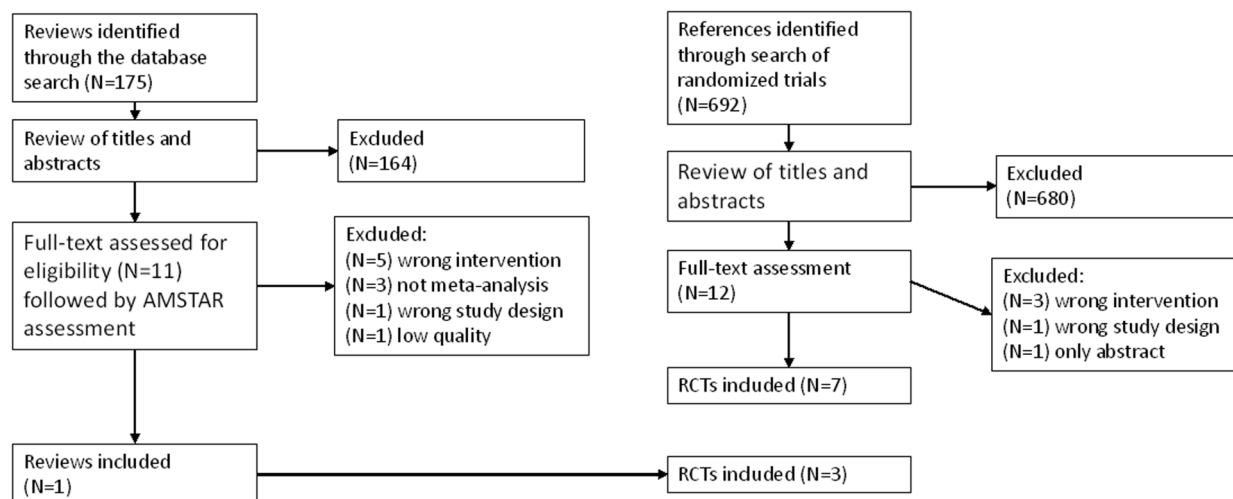 Reviews identified
through the database
search (N=175)
Review of titles and
abstracts
Excluded
(N=164)
Full-text assessed for
eligibility (N=11)
followed by AMSTAR
assessment
Excluded:
(N=5) wrong intervention
(N=3) not meta-analysis
(N=1) wrong study design
(N=1) low quality
Reviews included
(N=1)
References identified
through search of
randomized trials
(N=692)
Review of titles and
abstracts
Excluded
(N=680)
Full-text assessment
(N=12)
Excluded:
(N=3) wrong intervention
(N=1) wrong study design
(N=1) only abstract
RCTs included (N=7)
RCTs included (N=3)